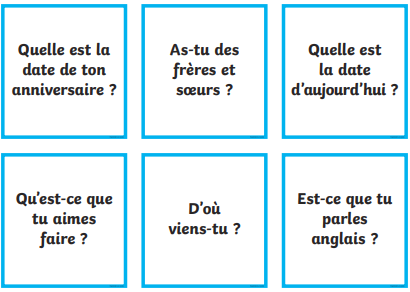 Quelle est la
date de ton
anniversaire ?
As-tu des
frères et
sœurs ?
Quelle est
la date
d'aujourd'hui ?
Qu'est-ce que
tu aimes
faire ?
D'où
viens-tu ?
Est-ce que tu
parles
anglais ?